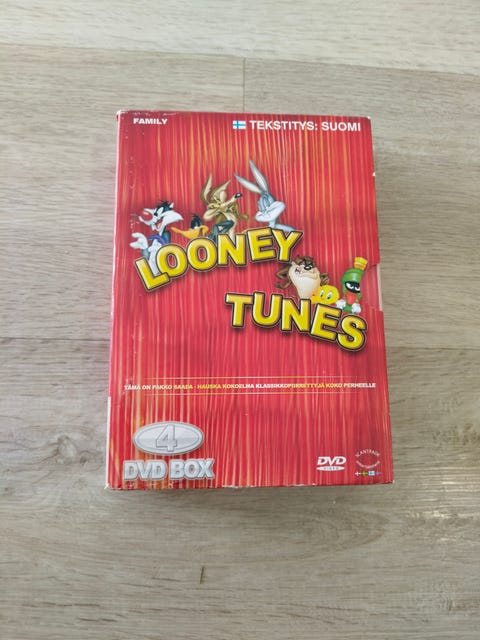 FAMILY
TEKSTITYS: SUOMI
LOONEY
TUNES
TÄMÄ ON PAKKO SAADA - HAUSKA KOKOELMA KLASSIKKOPIIRRETTYJÄ KOKO PERHEELLE
4
DVD BOX
DVD
VIDEO
SCANTRADE